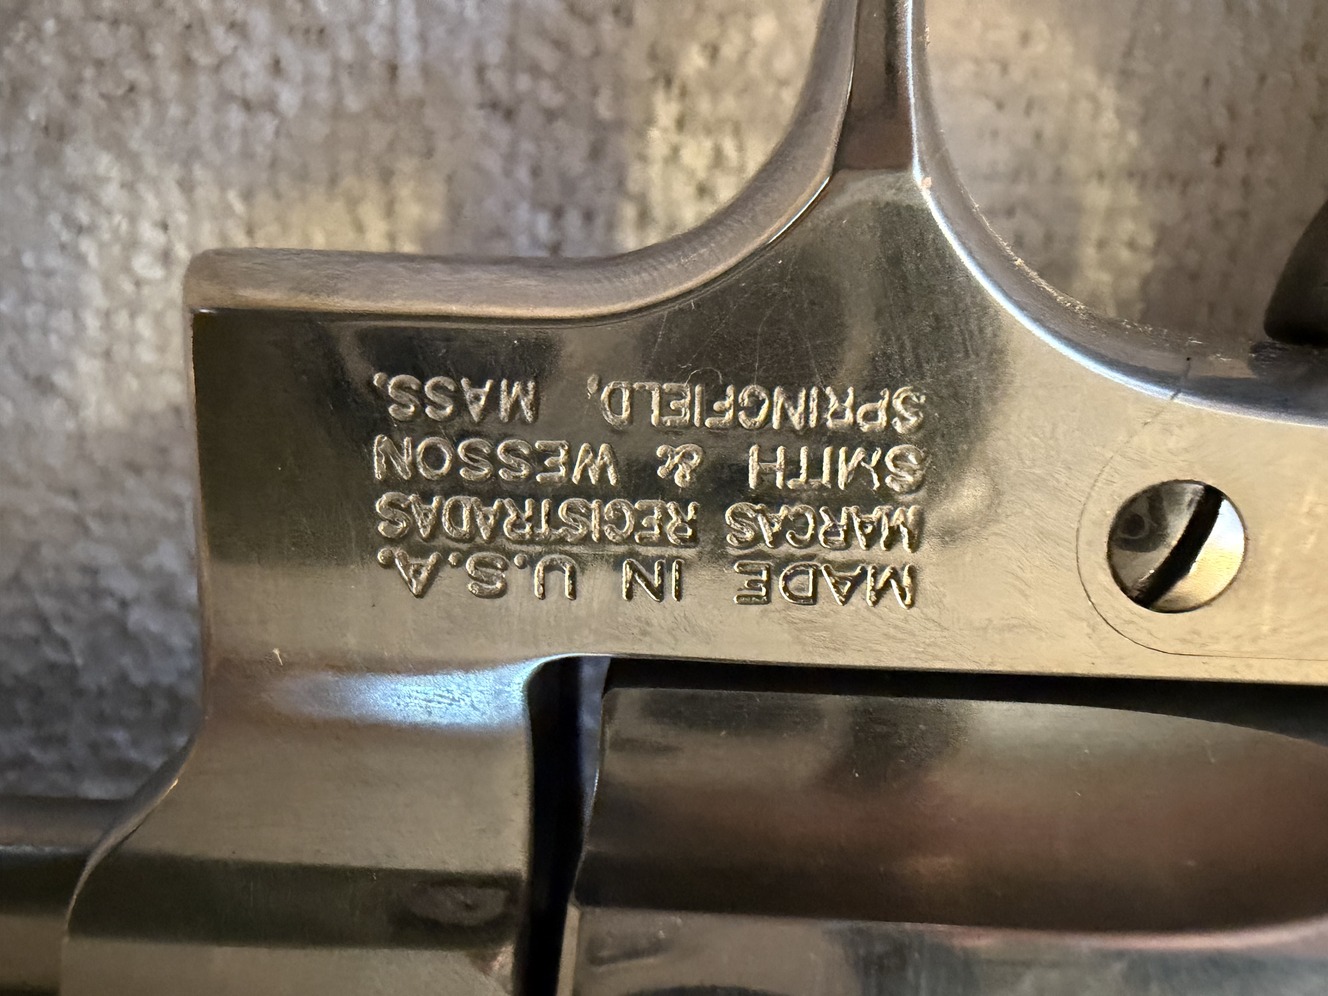 MADE IN U.S.A.
MARCAS REGISTRADAS
SMITH & WESSON
SPRINGFIELD, MASS.